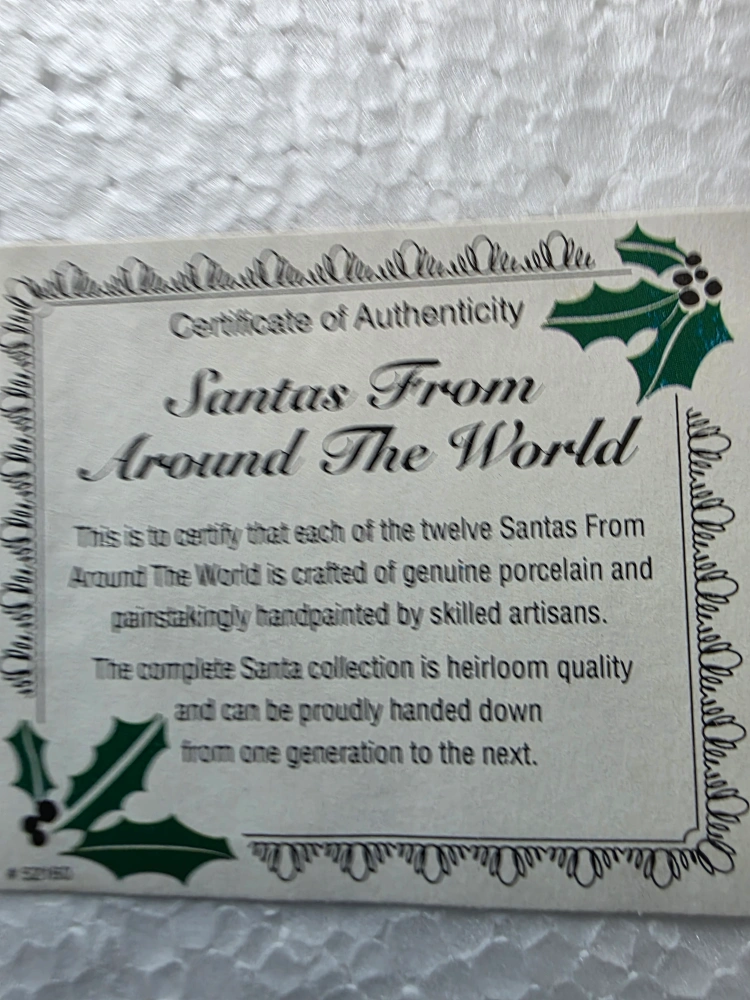 Certificate of Authenticity
Santas From
Around The World
This is to certify that each of the twelve Santas From
Around The World is crafted of genuine porcelain and
painstakingly handpainted by skilled artisans.
The complete Santa collection is heirloom quality
and can be proudly handed down
from one generation to the next.